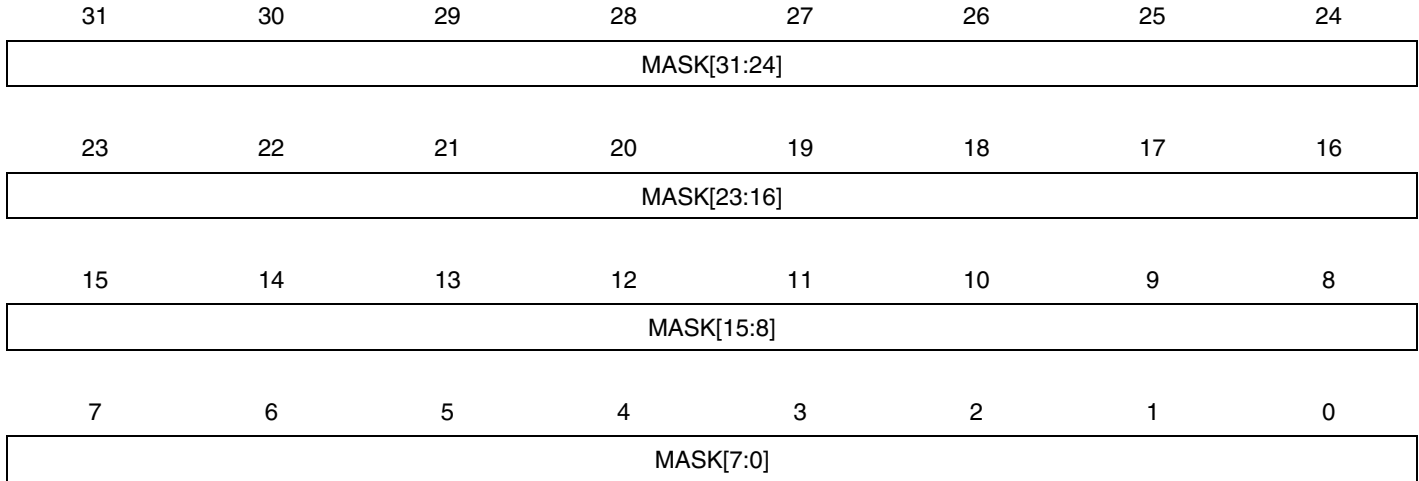 31 30 29 28 27 26 25 24
MASK[31:24]
23 22 21 20 19 18 17 16
MASK[23:16]
15 14 13 12 11 10 9 8
MASK[15:8]
7 6 5 4 3 2 1 0
MASK[7:0]